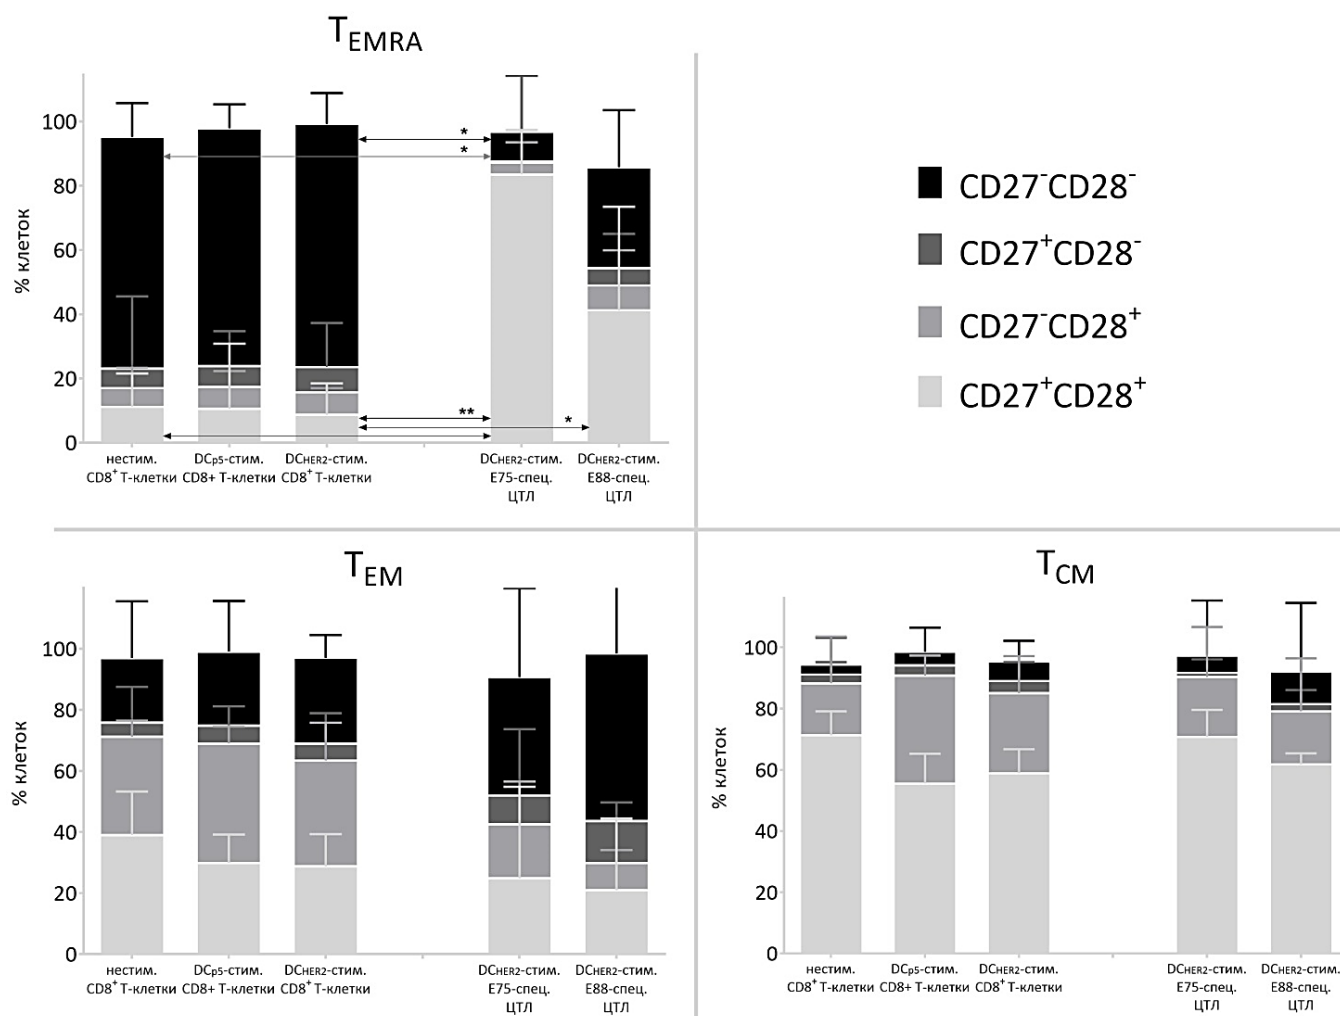 T_EMRA
% клеток
100
80
60
40
20
0
*
*
**
*
нестим.
CD8⁺ Т-клетки
DCp5-стим.
CD8+ Т-клетки
DCHER2-стим.
CD8⁺ Т-клетки
DCHER2-стим.
E75-спец.
ЦТЛ
DCHER2-стим.
E88-спец.
ЦТЛ
CD27⁻CD28⁻
CD27⁺CD28⁻
CD27⁻CD28⁺
CD27⁺CD28⁺
T_EM
% клеток
100
80
60
40
20
0
нестим.
CD8⁺ Т-клетки
DCp5-стим.
CD8+ Т-клетки
DCHER2-стим.
CD8⁺ Т-клетки
DCHER2-стим.
E75-спец.
ЦТЛ
DCHER2-стим.
E88-спец.
ЦТЛ
T_CM
% клеток
100
80
60
40
20
0
нестим.
CD8⁺ Т-клетки
DCp5-стим.
CD8+ Т-клетки
DCHER2-стим.
CD8⁺ Т-клетки
DCHER2-стим.
E75-спец.
ЦТЛ
DCHER2-стим.
E88-спец.
ЦТЛ